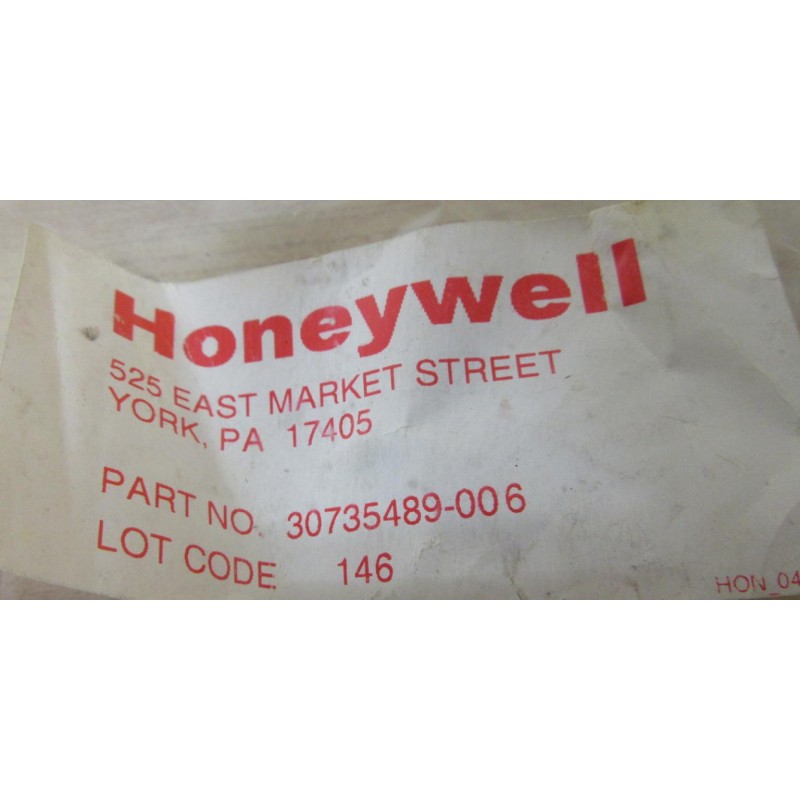 Honeywell
525 EAST MARKET STREET
YORK, PA 17405
PART NO. 30735489-006
LOT CODE 146
HON_04